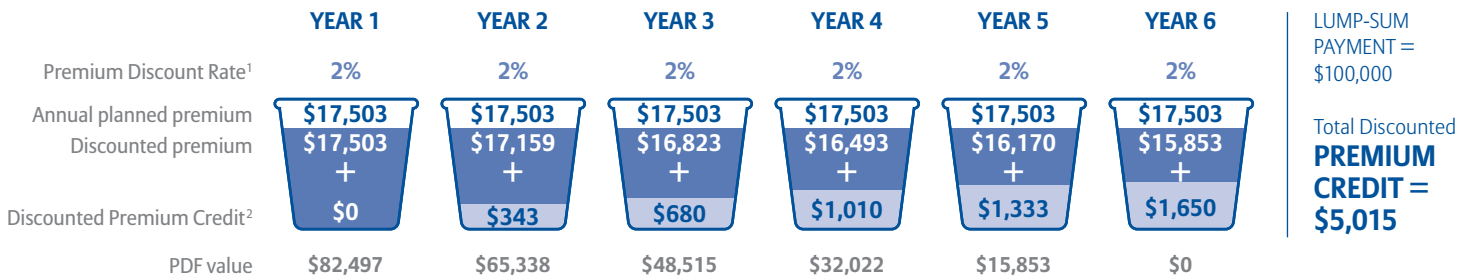 YEAR 1 YEAR 2 YEAR 3 YEAR 4 YEAR 5 YEAR 6
Premium Discount Rate¹ 2% 2% 2% 2% 2% 2%
Annual planned premium $17,503 $17,503 $17,503 $17,503 $17,503 $17,503
Discounted premium $17,503 $17,159 $16,823 $16,493 $16,170 $15,853
+ + + + + +
Discounted Premium Credit² $0 $343 $680 $1,010 $1,333 $1,650
PDF value $82,497 $65,338 $48,515 $32,022 $15,853 $0
LUMP-SUM
PAYMENT =
$100,000
Total Discounted
PREMIUM
CREDIT =
$5,015